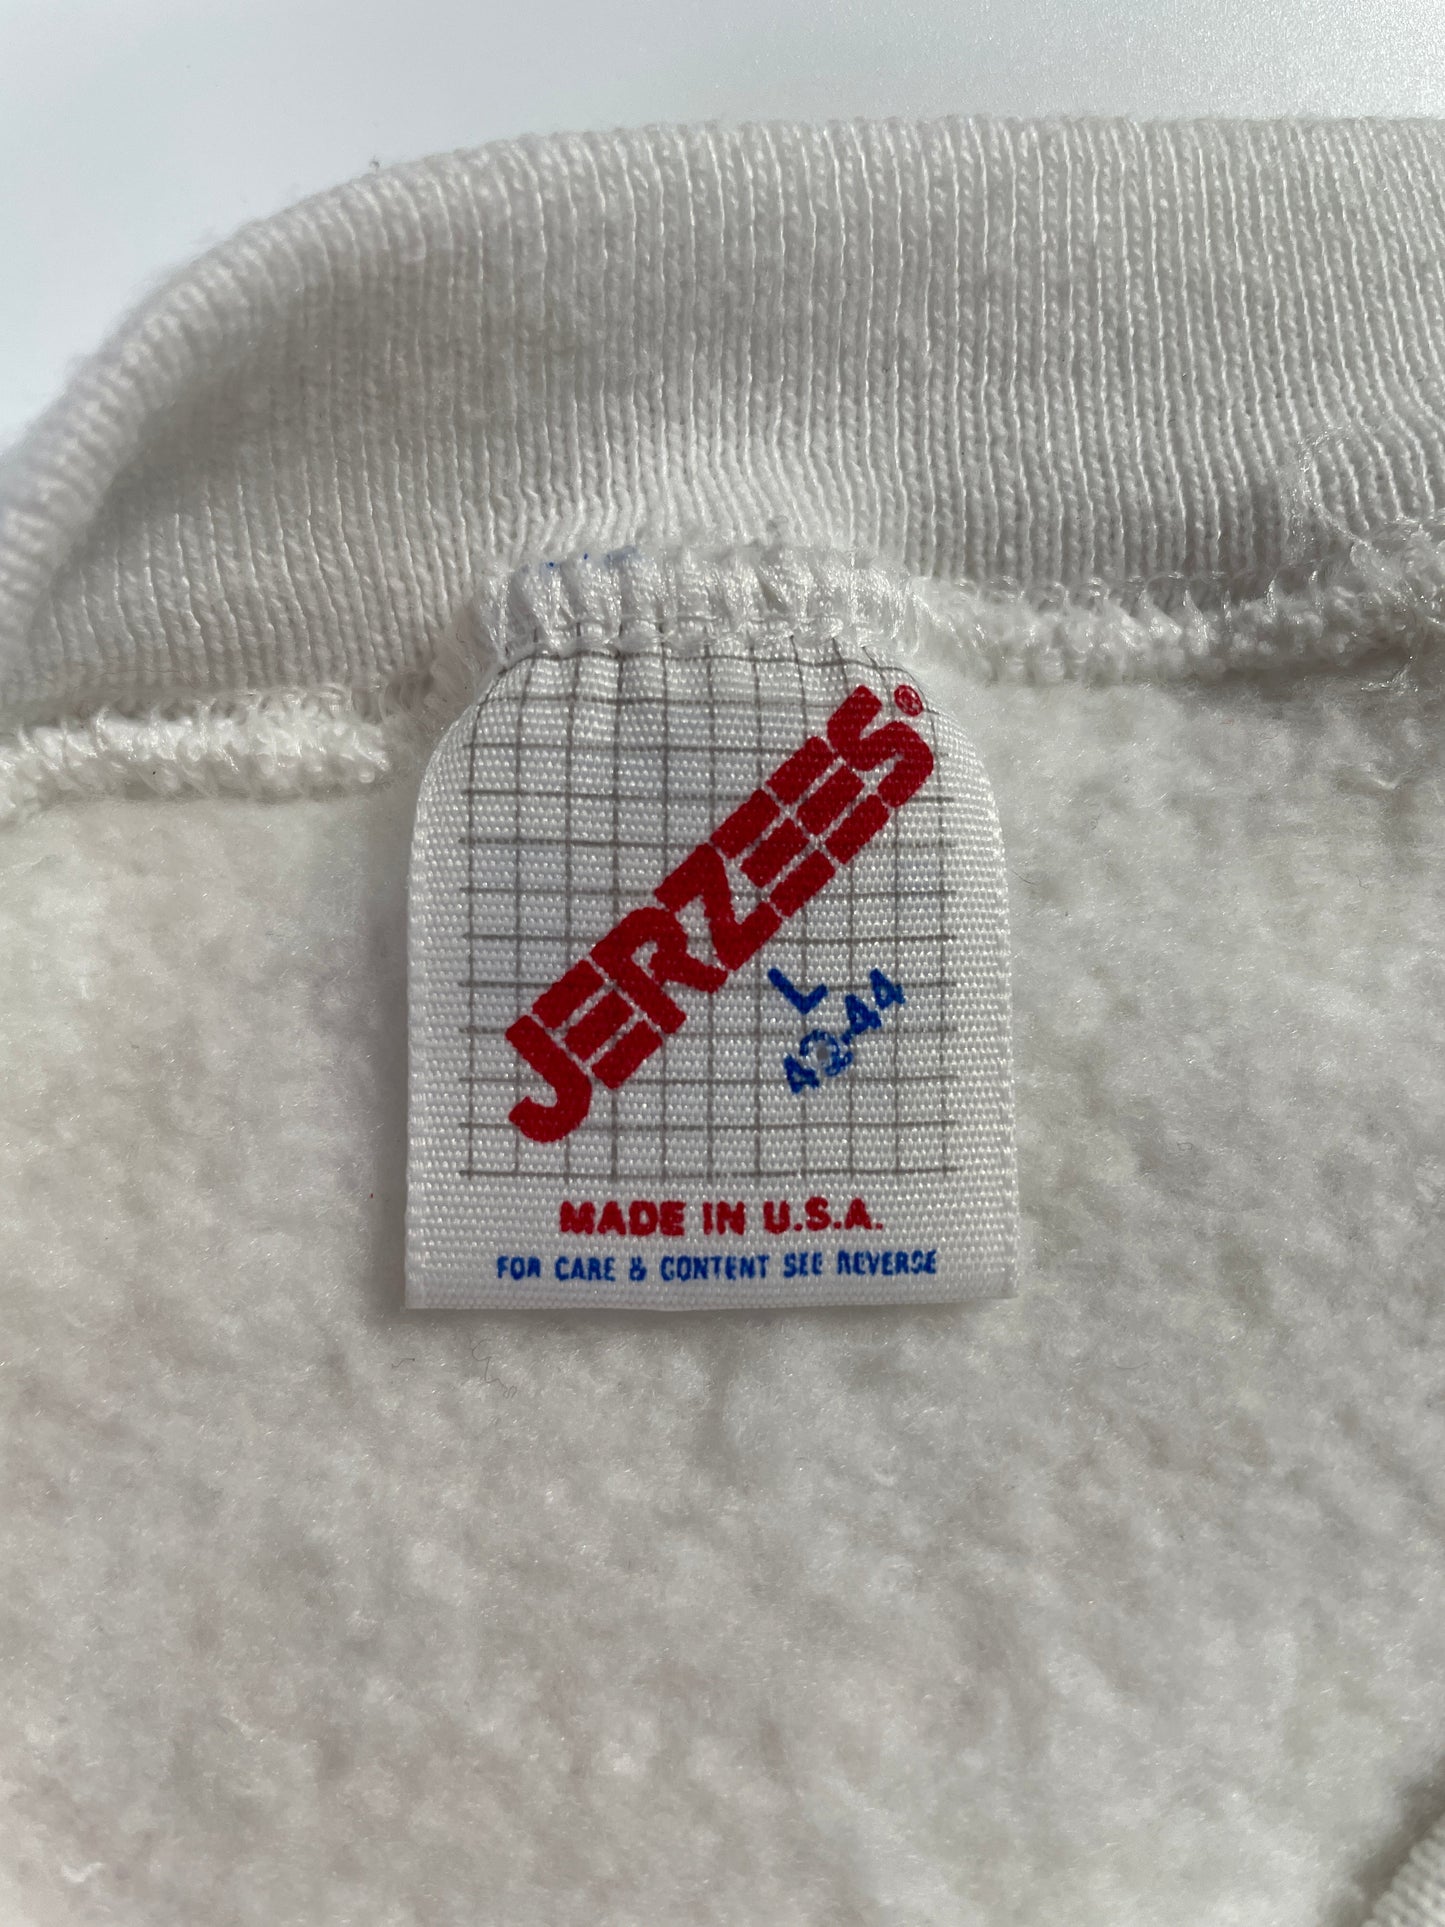 JERZEES®
L
42-44
MADE IN U.S.A.
FOR CARE & CONTENT SEE REVERSE